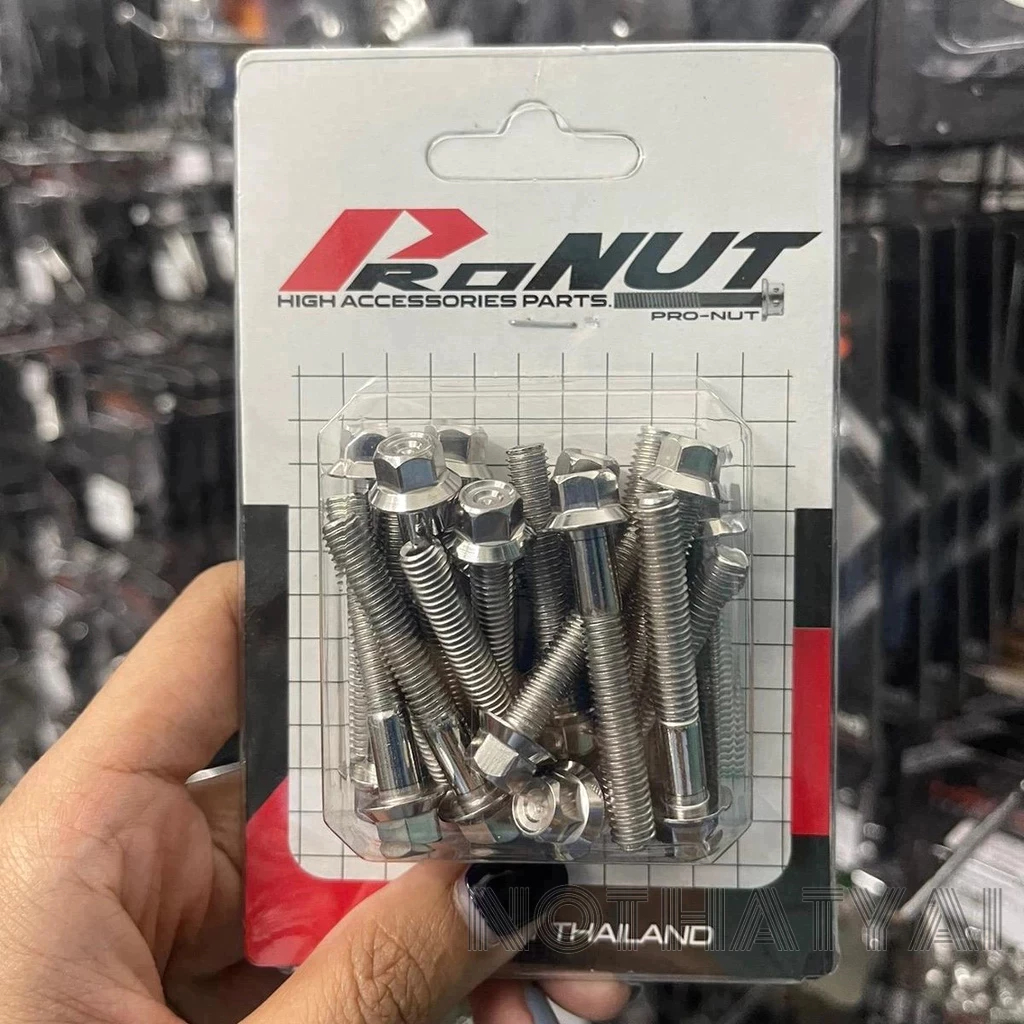 PRONUT
HIGH ACCESSORIES PARTS.
PRO-NUT
NOTHATYAI
THAILAND